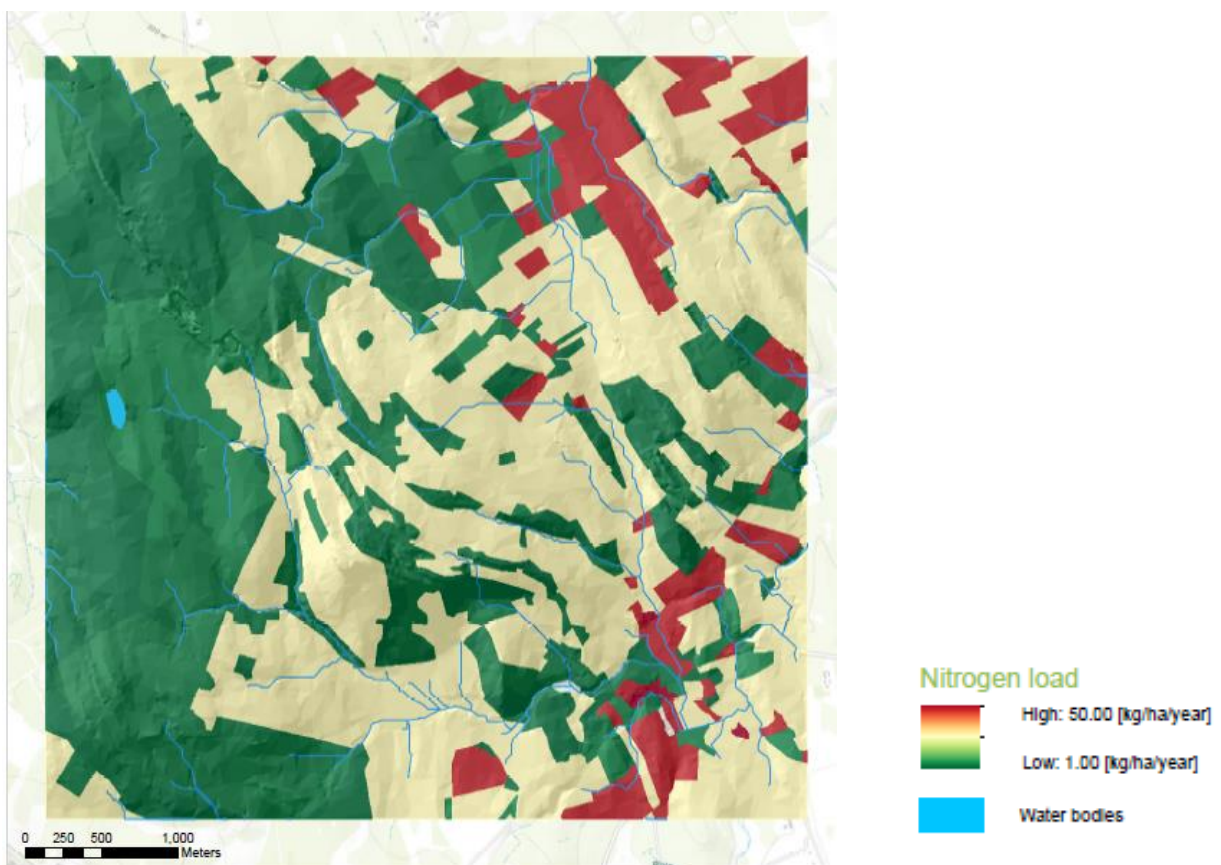 Nitrogen load
High: 50.00 [kg/ha/year]
Low: 1.00 [kg/ha/year]
Water bodies
0 250 500 1,000
Meters